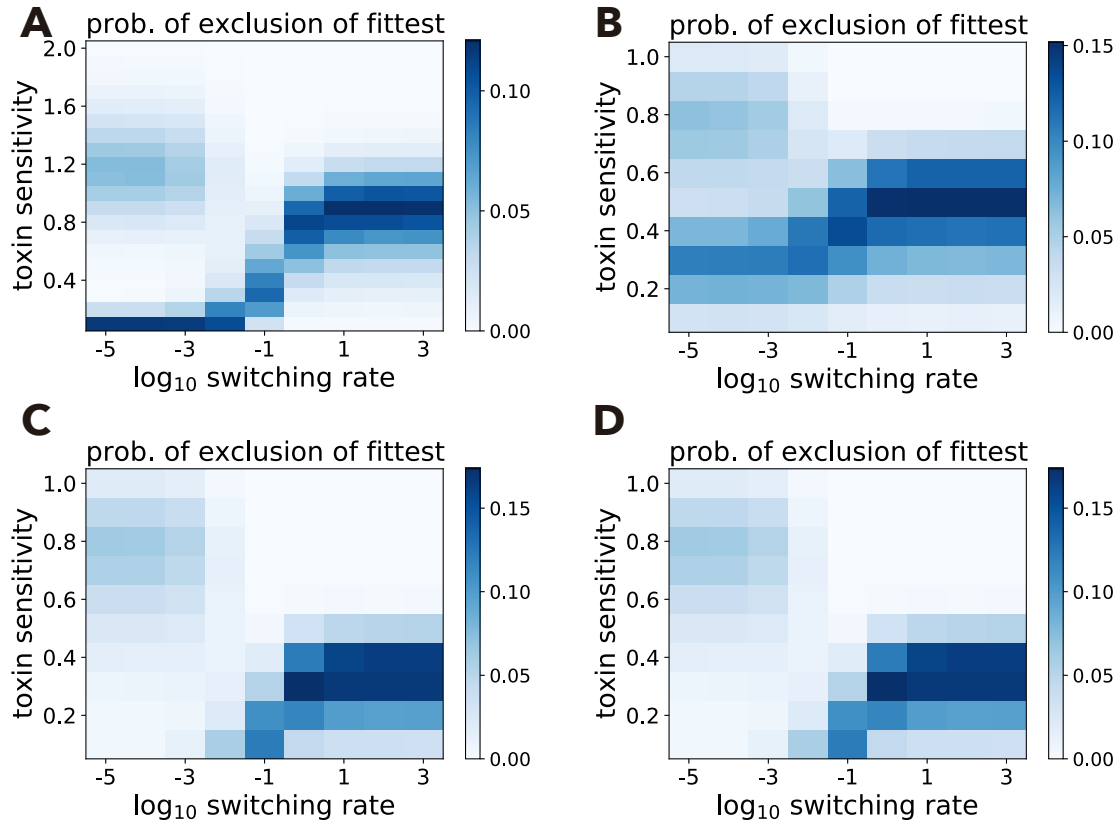 A
prob. of exclusion of fittest
toxin sensitivity
2.0
1.6
1.2
0.8
0.4
-5 -3 -1 1 3
log10 switching rate
0.10
0.05
0.00
B
prob. of exclusion of fittest
toxin sensitivity
1.0
0.8
0.6
0.4
0.2
-5 -3 -1 1 3
log10 switching rate
0.15
0.10
0.05
0.00
C
prob. of exclusion of fittest
toxin sensitivity
1.0
0.8
0.6
0.4
0.2
-5 -3 -1 1 3
log10 switching rate
0.15
0.10
0.05
0.00
D
prob. of exclusion of fittest
toxin sensitivity
1.0
0.8
0.6
0.4
0.2
-5 -3 -1 1 3
log10 switching rate
0.15
0.10
0.05
0.00